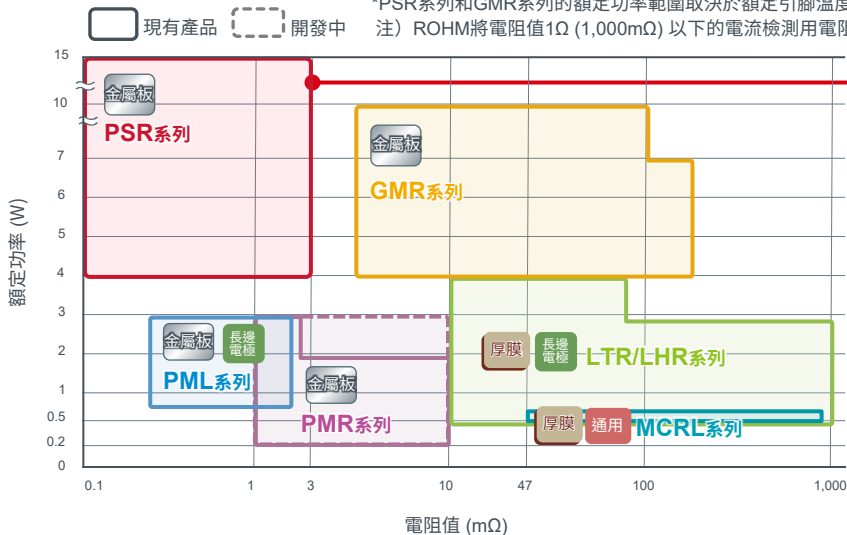 *PSR系列和GMR系列的額定功率範圍取決於額定引腳溫度
現有產品 開發中 注）ROHM將電阻值1Ω (1,000mΩ) 以下的電流檢測用電阻
15
10
7
6
5
4
3
2
1
0.5
0.2
0
額定功率 (W)
金屬板
PSR系列
金屬板
GMR系列
金屬板 長邊電極
PML系列
金屬板
PMR系列
厚膜 長邊電極 LTR/LHR系列
厚膜 通用 MCRL系列
0.1 1 3 10 47 100 1,000
電阻值 (mΩ)